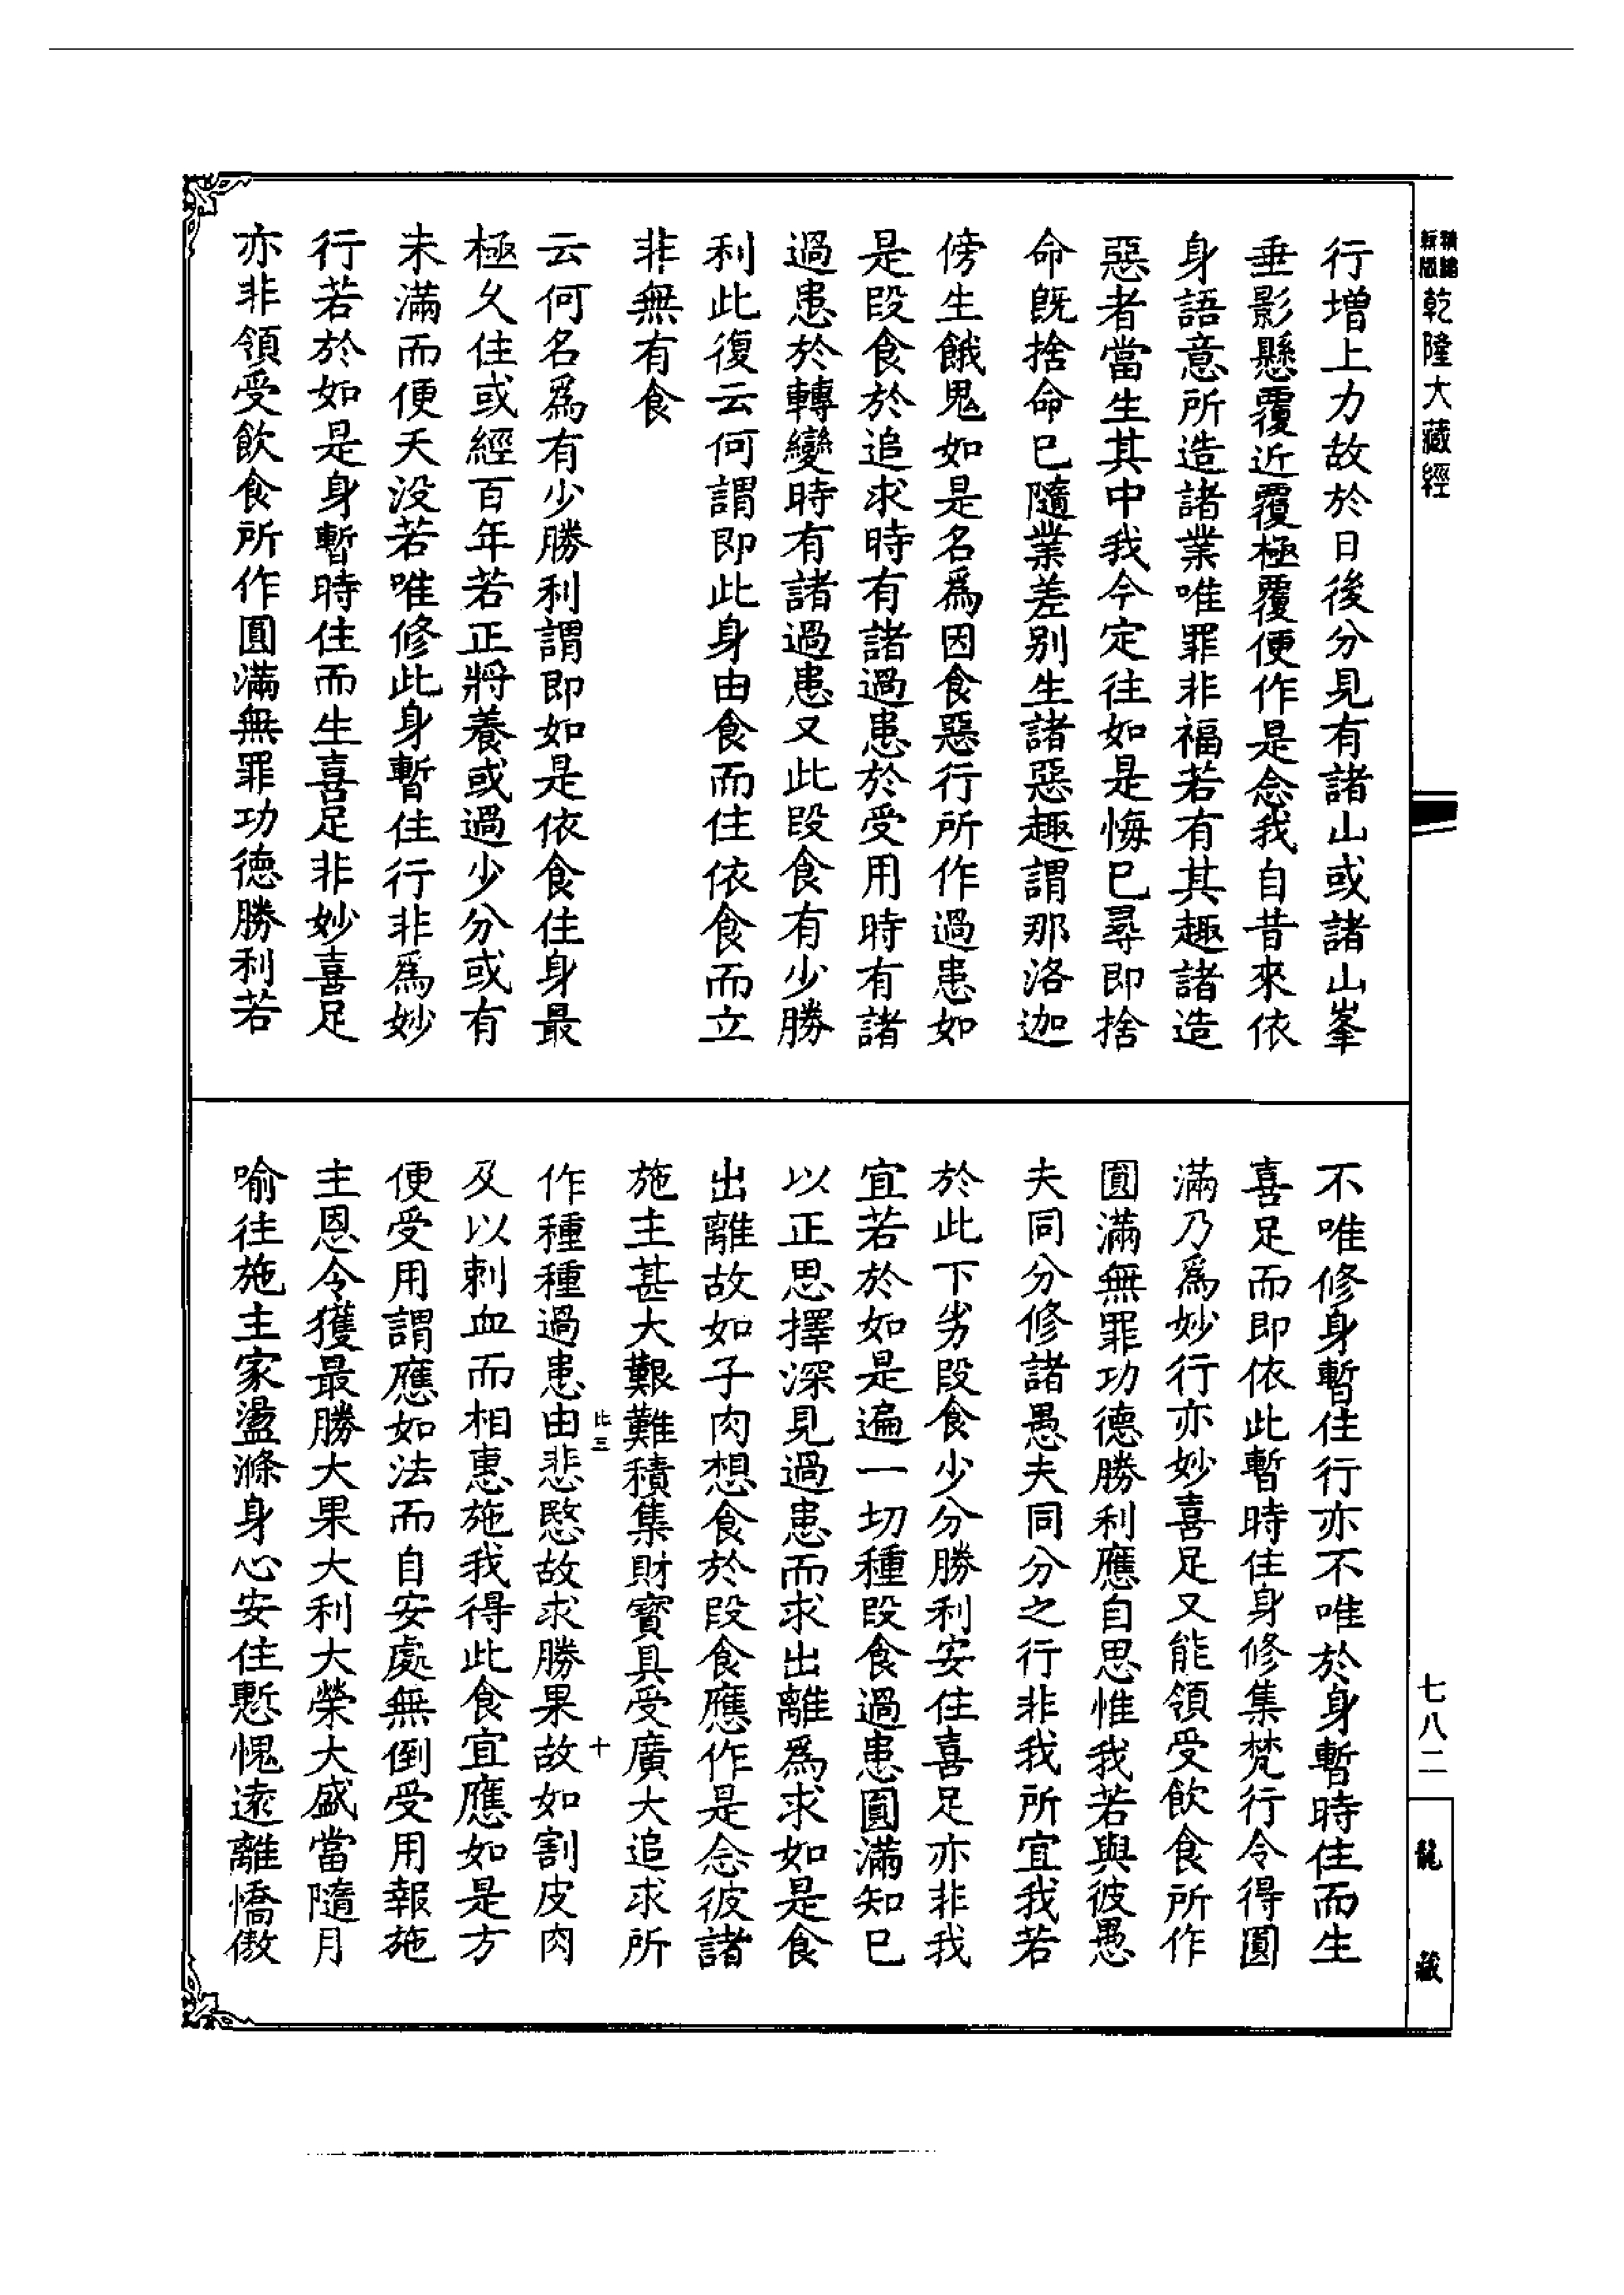 新版
精編
乾隆大藏經
行增上力故於日後分見有諸山或諸山峯
垂影懸覆近覆極覆便作是念我自昔來依
身語意所造諸業唯罪非福若有其趣諸造
惡者當生其中我今定往如是悔已尋即捨
命旣捨命已隨業差别生諸惡趣謂那洛迦
傍生餓鬼如是名爲因食惡行所作過患如
是段食於追求時有諸過患於受用時有諸
過患於轉變時有諸過患又此段食有少勝
利此復云何謂即此身由食而住依食而立
非無有食
云何名爲有少勝利謂即如是依食住身最
極久住或經百年若正將養或過少分或有
未滿而便夭没若唯修此身暫住行非爲妙
行若於如是身暫時住而生喜足非妙喜足
亦非領受飲食所作圓滿無罪功德勝利若
不唯修身暫住行亦不唯於身暫時住而生
喜足而即依此暫時住身修集梵行令得圓
滿乃爲妙行亦妙喜足又能領受飲食所作
圓滿無罪功德勝利應自思惟我若與彼愚
夫同分修諸愚夫同分之行非我所宜我若
於此下劣段食少分勝利安住喜足亦非我
宜若於如是遍一切種段食過患圓滿知已
以正思擇深見過患而求出離爲求如是食
出離故如子肉想食於段食應作是念彼諸
施主甚大艱難積集財寶具受廣大追求所
比三
十
作種種過患由悲愍故求勝果故如割皮肉
及以刺血而相惠施我得此食宜應如是方
便受用謂應如法而自安處無倒受用報施
主恩令獲最勝大果大利大榮大盛當隨月
喻往施主家盪滌身心安住慙愧遠離憍傲
七八二
龍藏